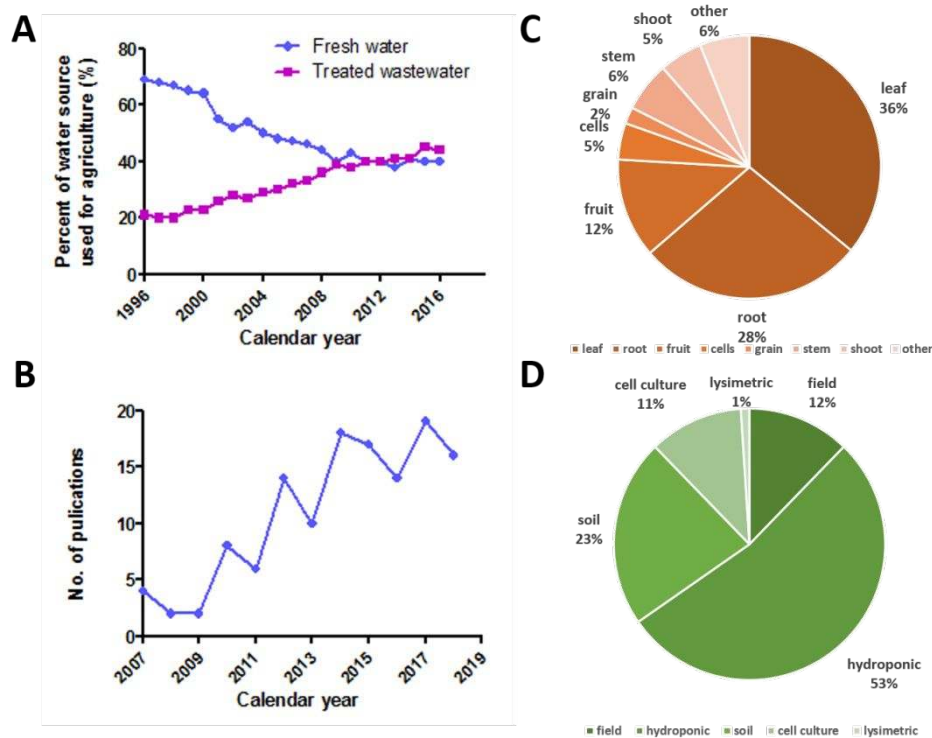 A
Percent of water source
used for agriculture (%)
80
60
40
20
0
Fresh water
Treated wastewater
1996
2000
2004
2008
2012
2016
Calendar year
B
No. of pulications
20
15
10
5
0
2007
2009
2011
2013
2015
2017
2019
Calendar year
C
other
6%
shoot
5%
stem
6%
grain
2%
cells
5%
fruit
12%
leaf
36%
root
28%
leaf root fruit cells grain stem shoot other
D
cell culture
11%
lysimetric
1%
field
12%
soil
23%
hydroponic
53%
field hydroponic soil cell culture lysimetric